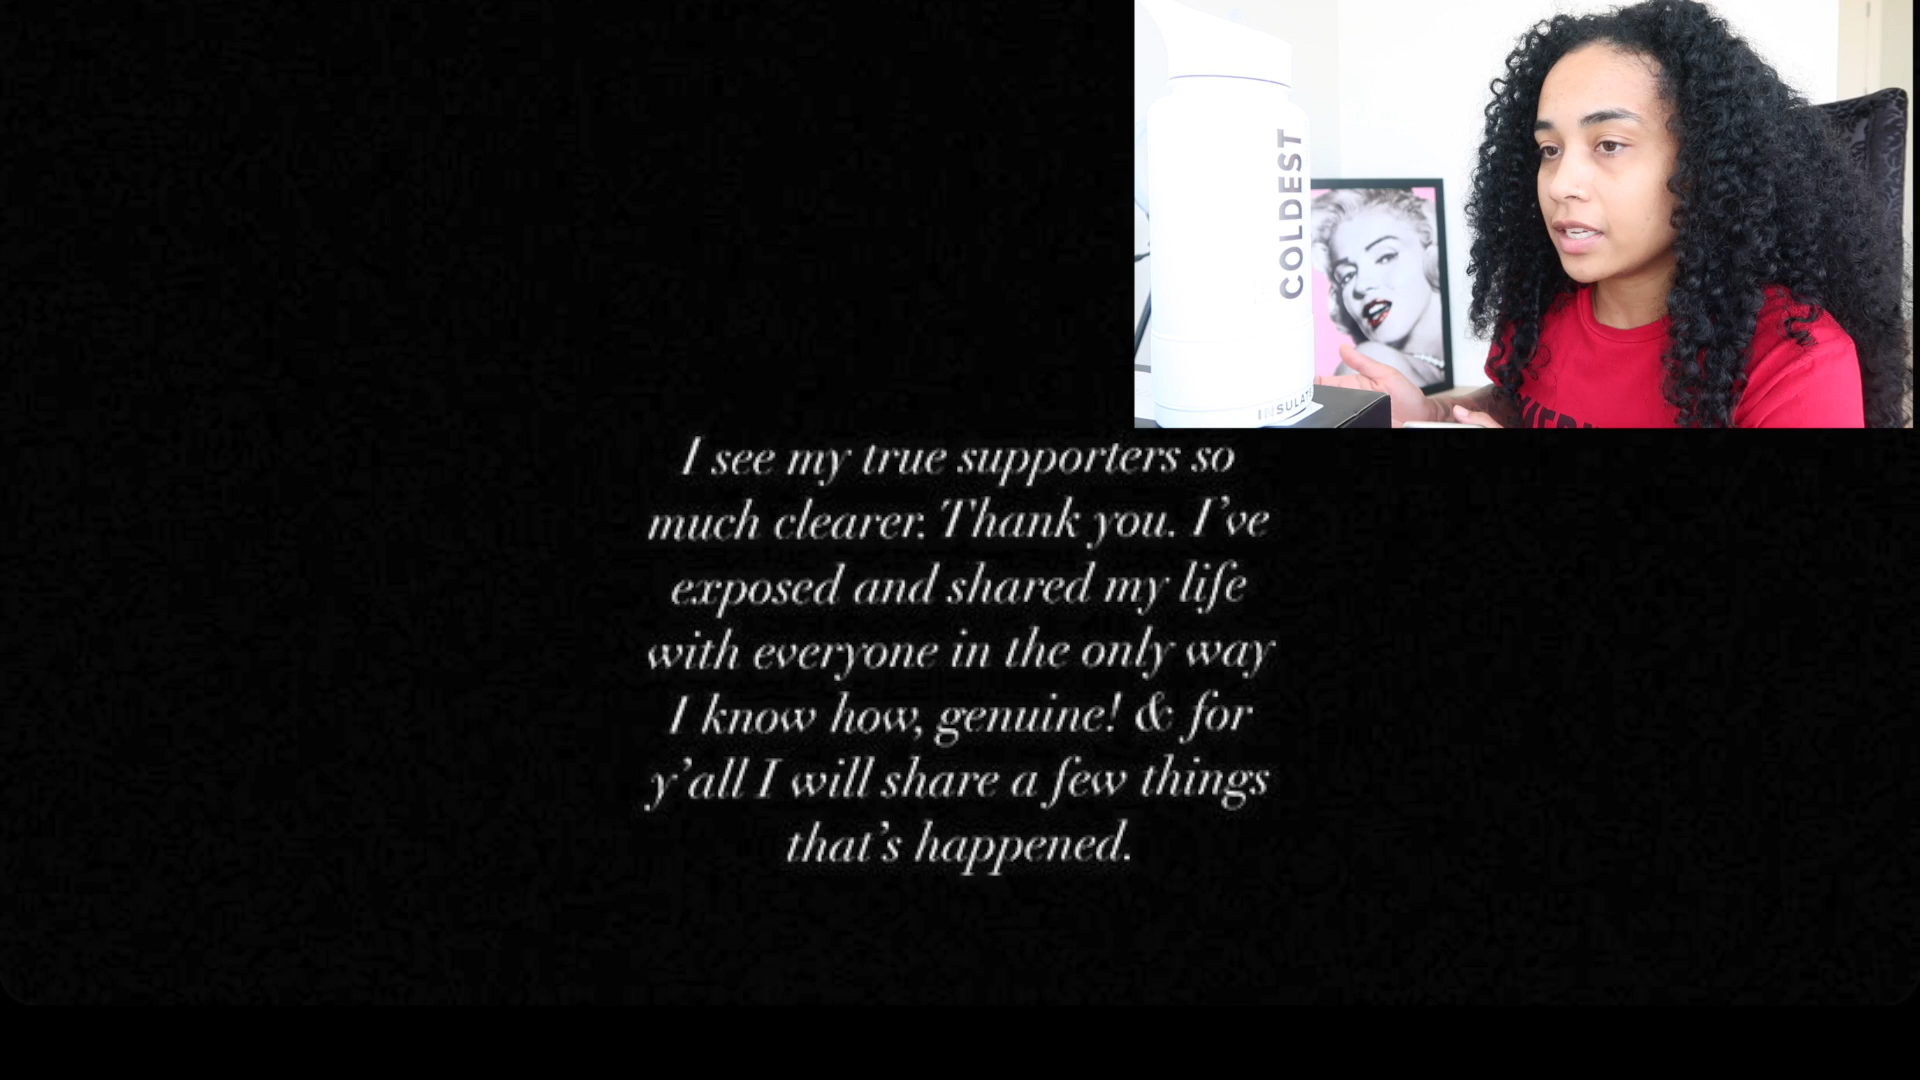 COLDEST
I see my true supporters so
much clearer. Thank you. I've
exposed and shared my life
with everyone in the only way
I know how, genuine! & for
y'all I will share a few things
that's happened.